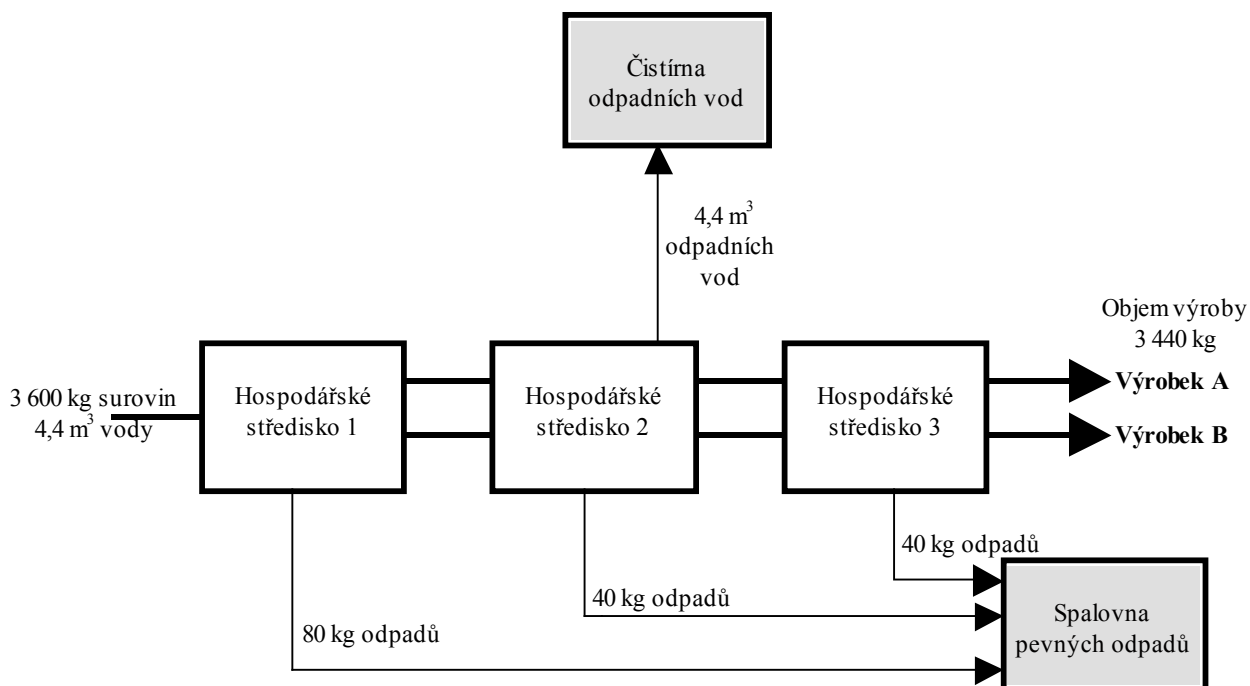 Čistírna
odpadních vod
4,4 m³
odpadních
vod
Objem výroby
3 440 kg
3 600 kg surovin
4,4 m³ vody
Hospodářské
středisko 1
Hospodářské
středisko 2
Hospodářské
středisko 3
Výrobek A
Výrobek B
40 kg odpadů
40 kg odpadů
80 kg odpadů
Spalovna
pevných odpadů